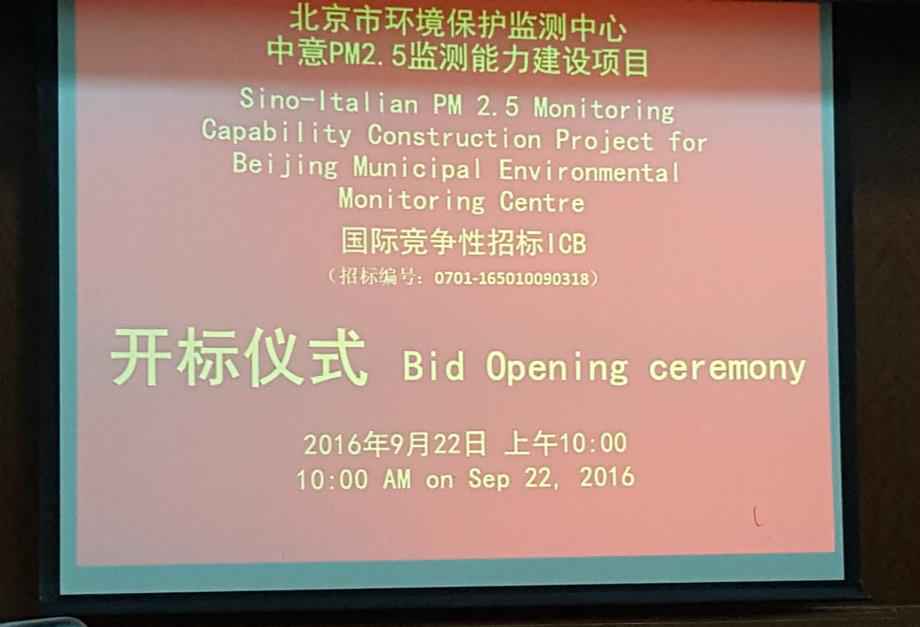 北京市环境保护监测中心
中意PM2.5监测能力建设项目
Sino-Italian PM 2.5 Monitoring
Capability Construction Project for
Beijing Municipal Environmental
Monitoring Centre
国际竞争性招标ICB
（招标编号：0701-165010090318）
开标仪式 Bid Opening ceremony
2016年9月22日 上午10:00
10:00 AM on Sep 22, 2016